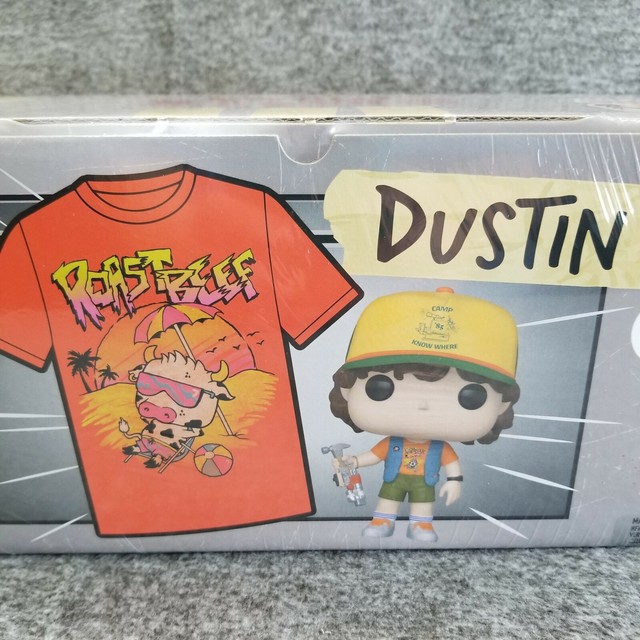 ROAST BEEF
DUSTIN
CAMP
'84
KNOW WHERE